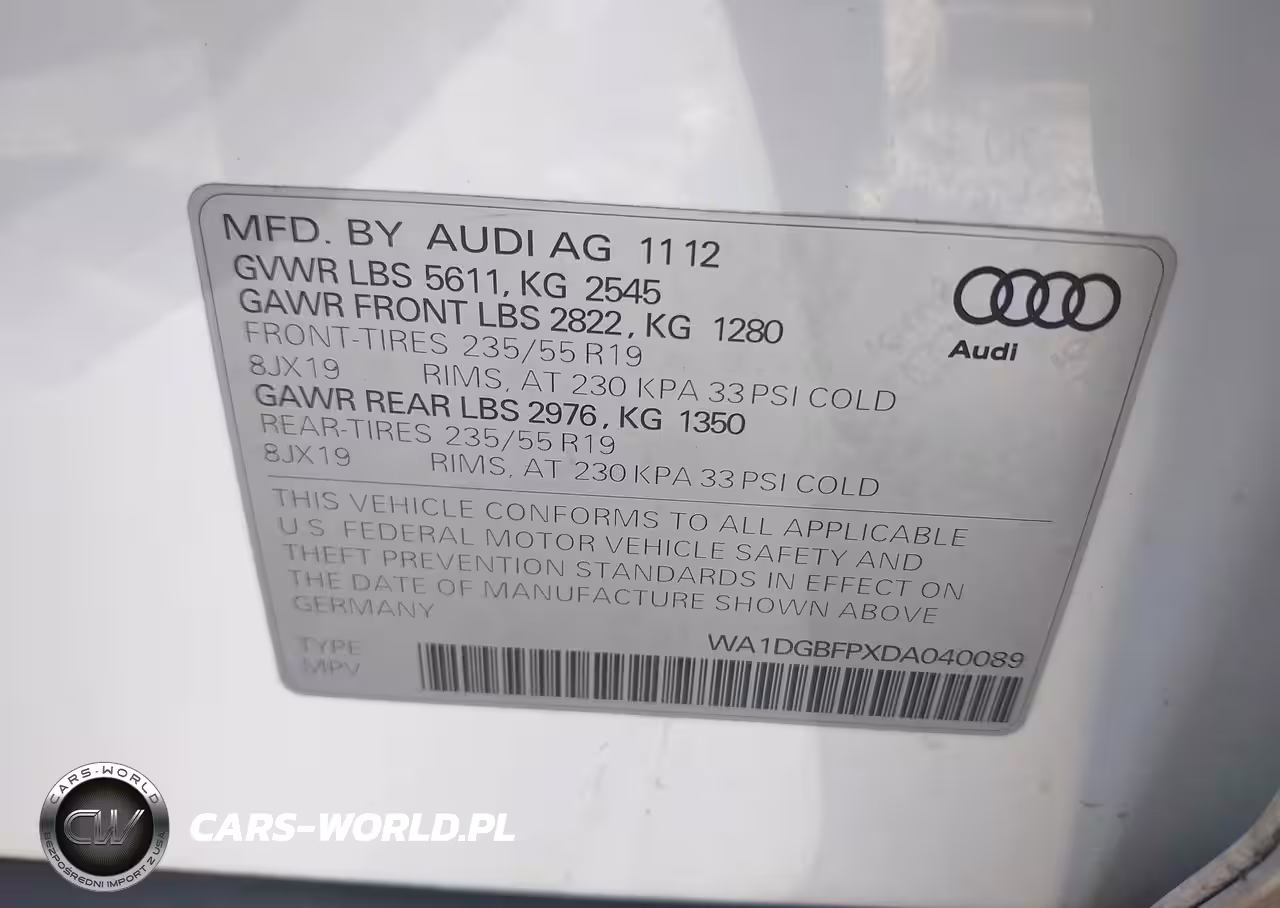 MFD. BY AUDI AG 11 12
GVWR LBS 5611, KG 2545
GAWR FRONT LBS 2822, KG 1280
FRONT-TIRES 235/55 R19
8JX19 RIMS, AT 230 KPA 33 PSI COLD
GAWR REAR LBS 2976, KG 1350
REAR-TIRES 235/55 R19
8JX19 RIMS, AT 230 KPA 33 PSI COLD
Audi
THIS VEHICLE CONFORMS TO ALL APPLICABLE
U.S. FEDERAL MOTOR VEHICLE SAFETY AND
THEFT PREVENTION STANDARDS IN EFFECT ON
THE DATE OF MANUFACTURE SHOWN ABOVE
GERMANY
WA1DGBFPXDA040089
TYPE
MPV
CARS-WORLD
CW
BEZPOŚREDNI IMPORT Z USA
CARS-WORLD.PL